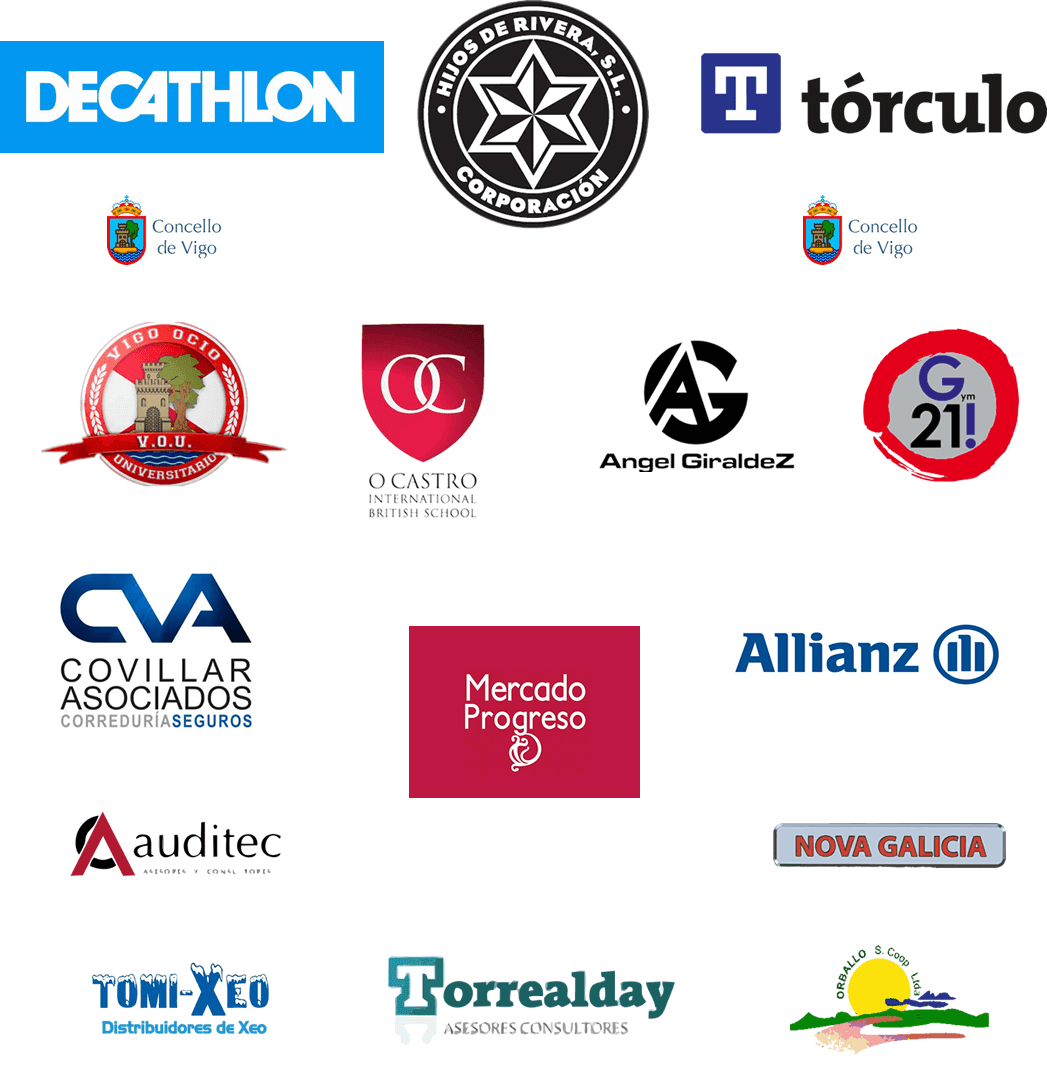 DECATHLON
HIJOS DE RIVERA, S.L.
CORPORACIÓN
T tórculo
Concello
de Vigo
Concello
de Vigo
VIGO OCIO
V.O.U.
UNIVERSITARIO
OC
O CASTRO
INTERNATIONAL
BRITISH SCHOOL
AG
Angel GiraldeZ
G
ym
21!
CVA
COVILLAR
ASOCIADOS
CORREDURÍASEGUROS
Mercado
Progreso
Allianz
auditec
ASESORES Y CONSULTORES
NOVA GALICIA
TOMI-XEO
Distribuidores de Xeo
Torrealday
ASESORES CONSULTORES
ORBALLO S. Coop Ltda